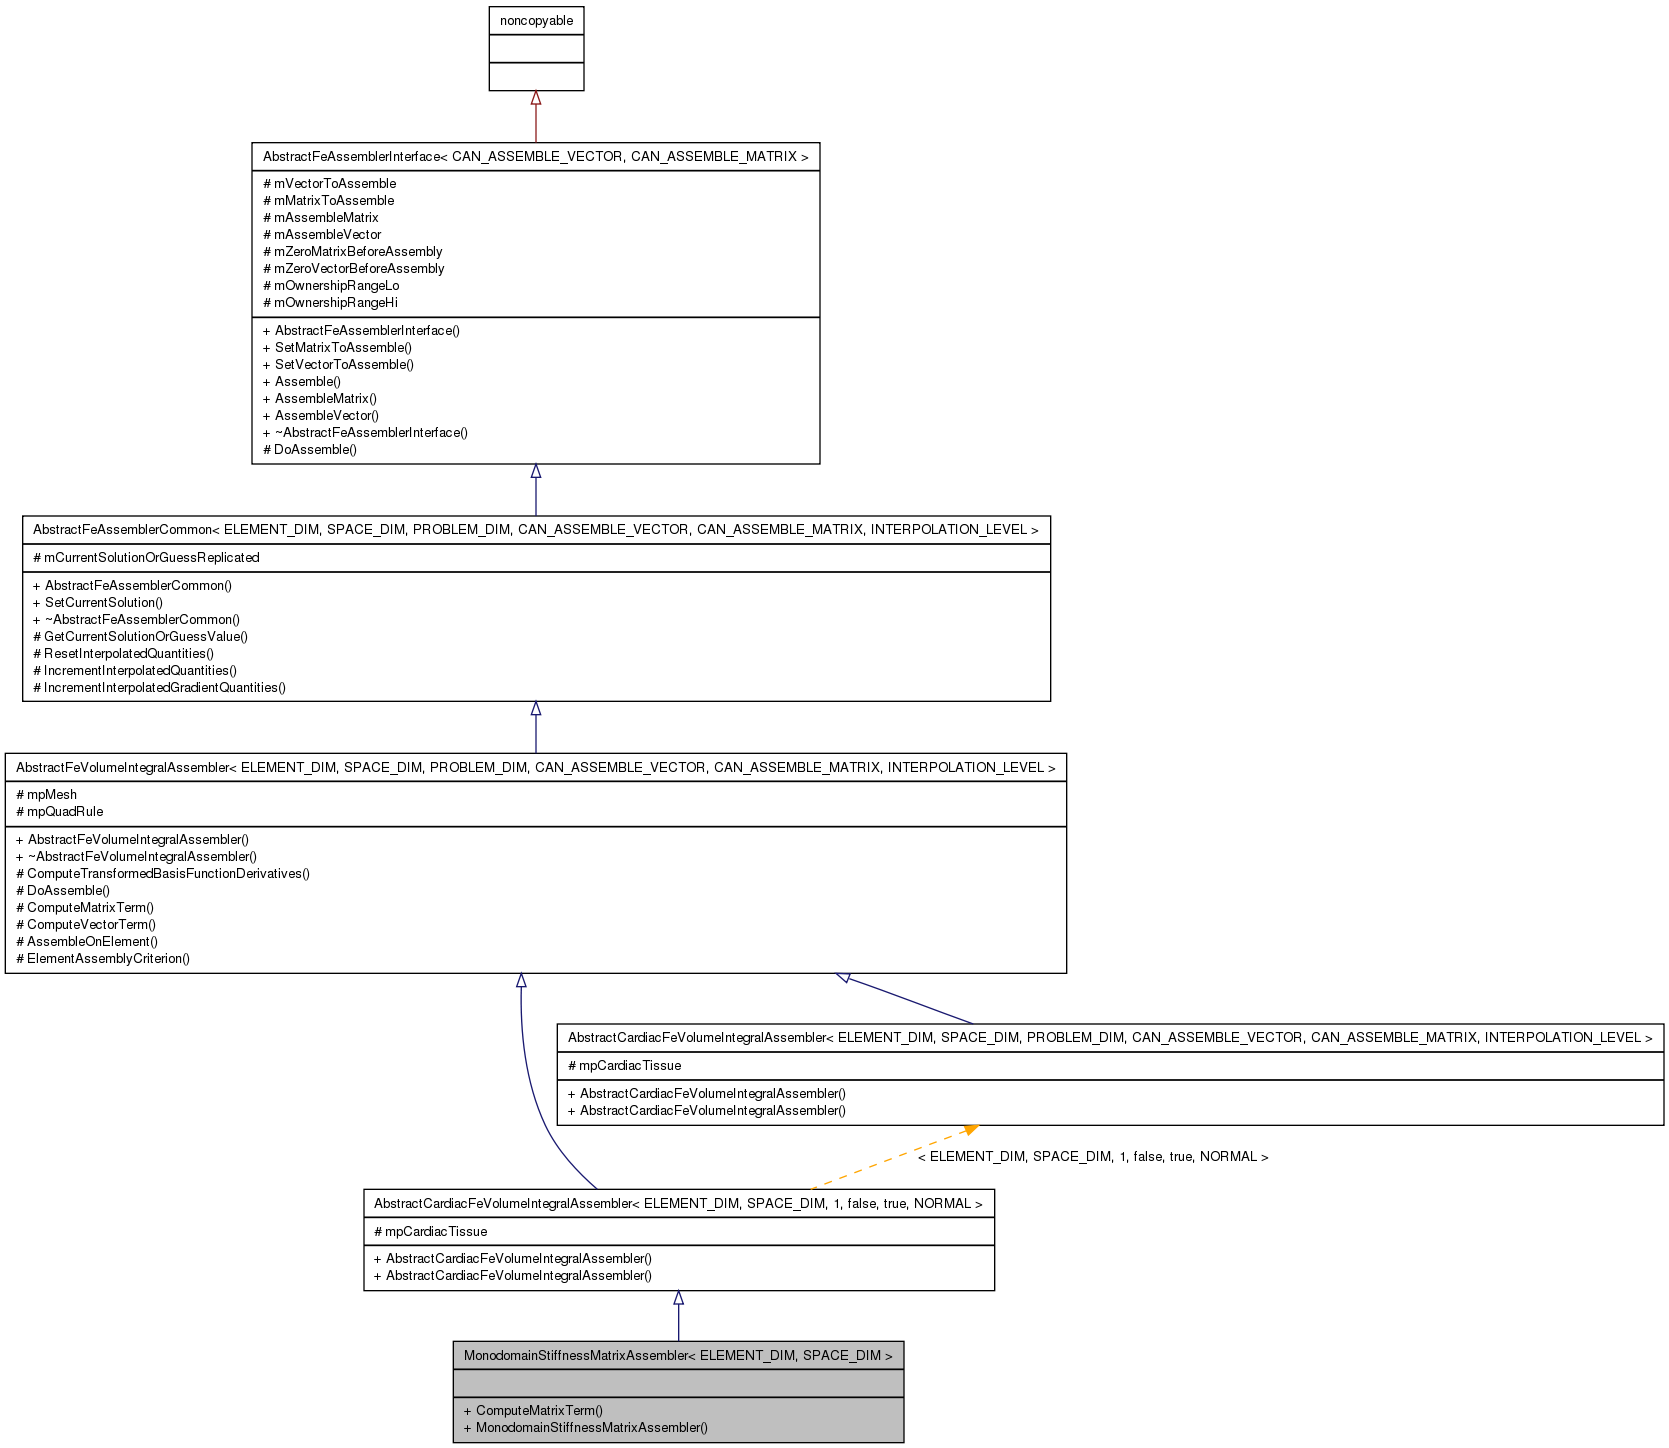 noncopyable
AbstractFeAssemblerInterface< CAN_ASSEMBLE_VECTOR, CAN_ASSEMBLE_MATRIX >
# mVectorToAssemble
# mMatrixToAssemble
# mAssembleMatrix
# mAssembleVector
# mZeroMatrixBeforeAssembly
# mZeroVectorBeforeAssembly
# mOwnershipRangeLo
# mOwnershipRangeHi
+ AbstractFeAssemblerInterface()
+ SetMatrixToAssemble()
+ SetVectorToAssemble()
+ Assemble()
+ AssembleMatrix()
+ AssembleVector()
+ ~AbstractFeAssemblerInterface()
# DoAssemble()
AbstractFeAssemblerCommon< ELEMENT_DIM, SPACE_DIM, PROBLEM_DIM, CAN_ASSEMBLE_VECTOR, CAN_ASSEMBLE_MATRIX, INTERPOLATION_LEVEL >
# mCurrentSolutionOrGuessReplicated
+ AbstractFeAssemblerCommon()
+ SetCurrentSolution()
+ ~AbstractFeAssemblerCommon()
# GetCurrentSolutionOrGuessValue()
# ResetInterpolatedQuantities()
# IncrementInterpolatedQuantities()
# IncrementInterpolatedGradientQuantities()
AbstractFeVolumeIntegralAssembler< ELEMENT_DIM, SPACE_DIM, PROBLEM_DIM, CAN_ASSEMBLE_VECTOR, CAN_ASSEMBLE_MATRIX, INTERPOLATION_LEVEL >
# mpMesh
# mpQuadRule
+ AbstractFeVolumeIntegralAssembler()
+ ~AbstractFeVolumeIntegralAssembler()
# ComputeTransformedBasisFunctionDerivatives()
# DoAssemble()
# ComputeMatrixTerm()
# ComputeVectorTerm()
# AssembleOnElement()
# ElementAssemblyCriterion()
AbstractCardiacFeVolumeIntegralAssembler< ELEMENT_DIM, SPACE_DIM, PROBLEM_DIM, CAN_ASSEMBLE_VECTOR, CAN_ASSEMBLE_MATRIX, INTERPOLATION_LEVEL >
# mpCardiacTissue
+ AbstractCardiacFeVolumeIntegralAssembler()
+ AbstractCardiacFeVolumeIntegralAssembler()
< ELEMENT_DIM, SPACE_DIM, 1, false, true, NORMAL >
AbstractCardiacFeVolumeIntegralAssembler< ELEMENT_DIM, SPACE_DIM, 1, false, true, NORMAL >
# mpCardiacTissue
+ AbstractCardiacFeVolumeIntegralAssembler()
+ AbstractCardiacFeVolumeIntegralAssembler()
MonodomainStiffnessMatrixAssembler< ELEMENT_DIM, SPACE_DIM >
+ ComputeMatrixTerm()
+ MonodomainStiffnessMatrixAssembler()